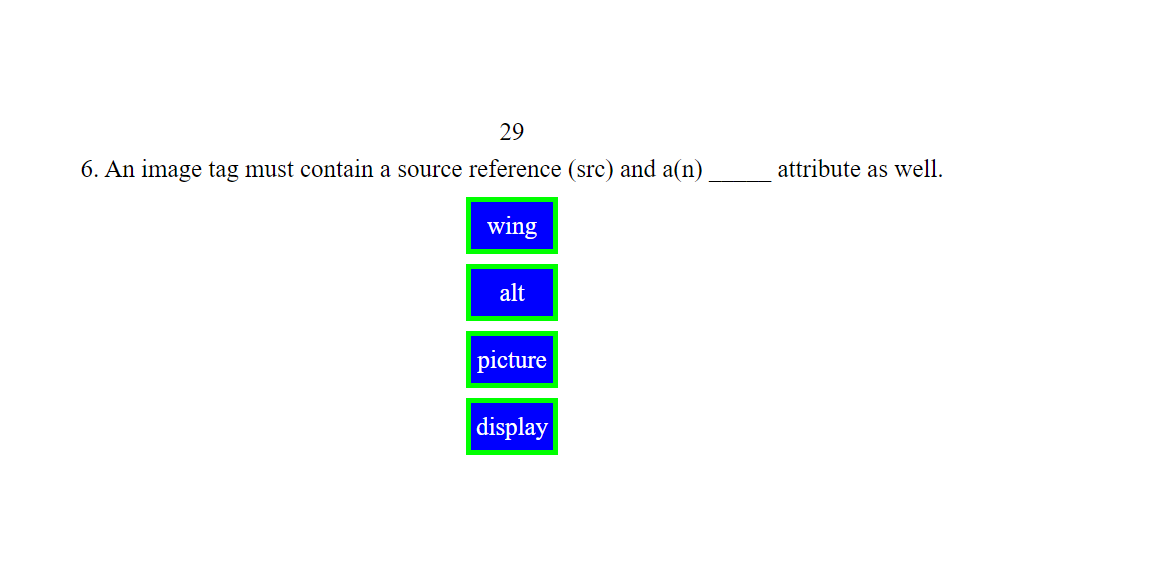 29
6. An image tag must contain a source reference (src) and a(n) _____ attribute as well.
wing
alt
picture
display